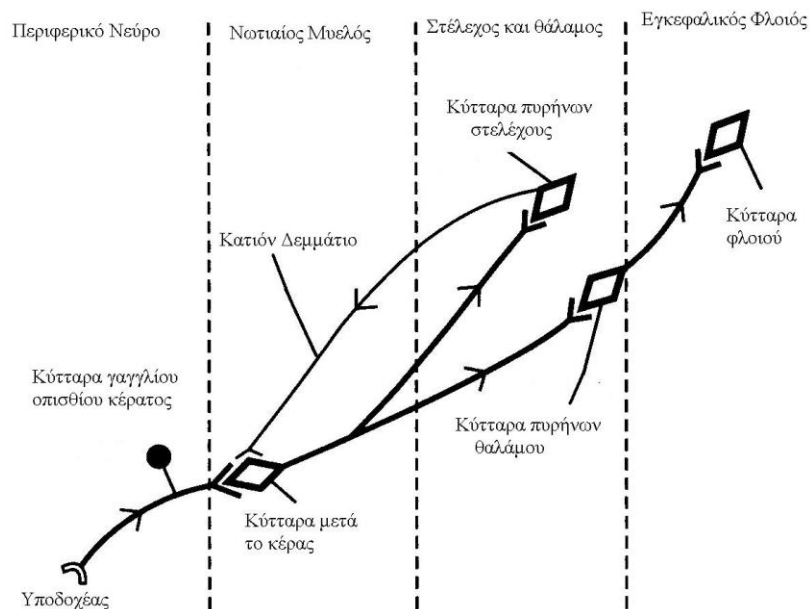 Περιφερικό Νεύρο
Νωτιαίος Μυελός
Στέλεχος και θάλαμος
Εγκεφαλικός Φλοιός
Κύτταρα πυρήνων
στελέχους
Κύτταρα
φλοιού
Κατιόν Δεμμάτιο
Κύτταρα γαγγλίου
οπισθίου κέρατος
Κύτταρα πυρήνων
θαλάμου
Κύτταρα μετά
το κέρας
Υποδοχέας